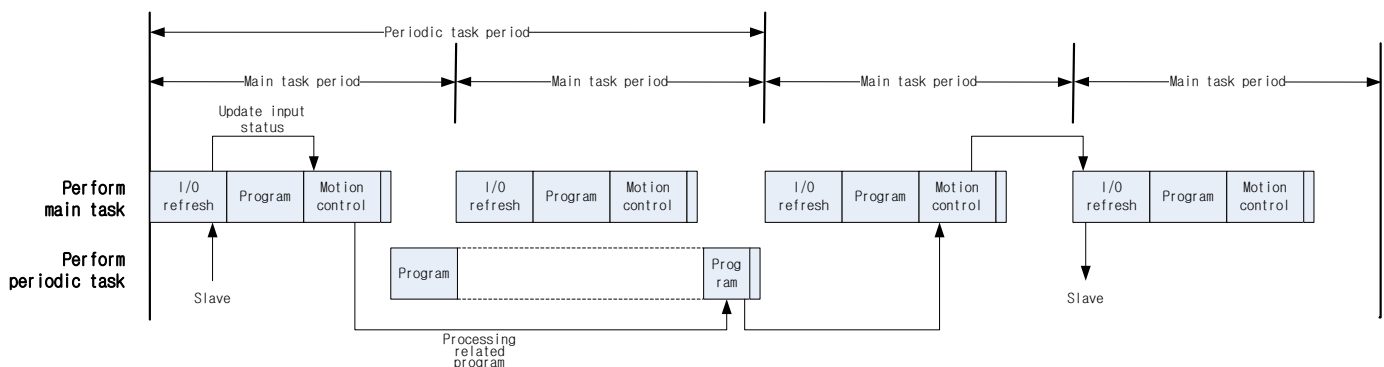 Periodic task period
Main task period
Main task period
Main task period
Main task period
Update input
status
Perform
main task
I/O
refresh
Program
Motion
control
I/O
refresh
Program
Motion
control
I/O
refresh
Program
Motion
control
I/O
refresh
Program
Motion
control
Perform
periodic task
Program
Prog
ram
Slave
Slave
Processing
related
program